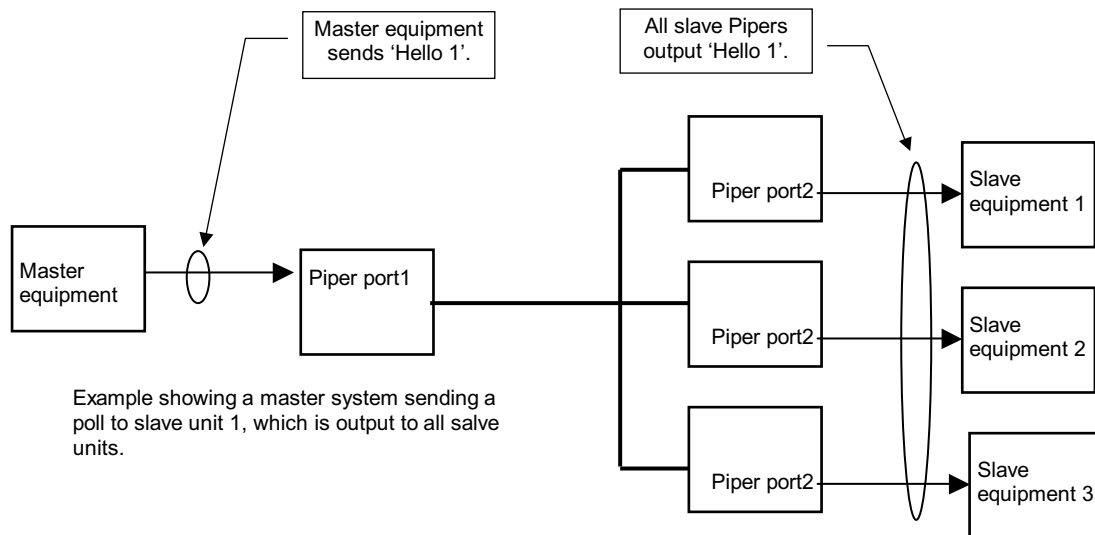 Master equipment
sends ‘Hello 1’.
All slave Pipers
output ‘Hello 1’.
Master
equipment
Piper port1
Piper port2
Slave
equipment 1
Piper port2
Slave
equipment 2
Piper port2
Slave
equipment 3
Example showing a master system sending a
poll to slave unit 1, which is output to all salve
units.